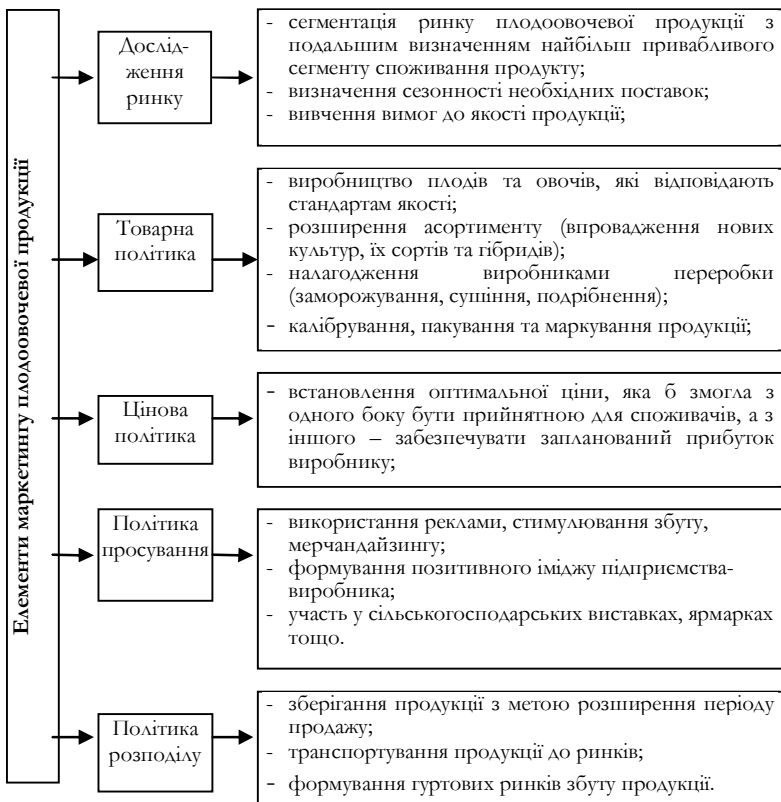 Елементи маркетингу плодоовочевої продукції
Дослід-
ження
ринку
- сегментація ринку плодоовочевої продукції з
подальшим визначенням найбільш привабливого
сегменту споживання продукту;
- визначення сезонності необхідних поставок;
- вивчення вимог до якості продукції;
Товарна
політика
- виробництво плодів та овочів, які відповідають
стандартам якості;
- розширення асортименту (впровадження нових
культур, їх сортів та гібридів);
- налагодження виробниками переробки
(заморожування, сушіння, подрібнення);
- калібрування, пакування та маркування продукції;
Цінова
політика
- встановлення оптимальної ціни, яка б змогла з
одного боку бути прийнятною для споживачів, а з
іншого – забезпечувати запланований прибуток
виробнику;
Політика
просування
- використання реклами, стимулювання збуту,
мерчандайзингу;
- формування позитивного іміджу підприємства-
виробника;
- участь у сільськогосподарських виставках, ярмарках
тощо.
Політика
розподілу
- зберігання продукції з метою розширення періоду
продажу;
- транспортування продукції до ринків;
- формування гуртових ринків збуту продукції.